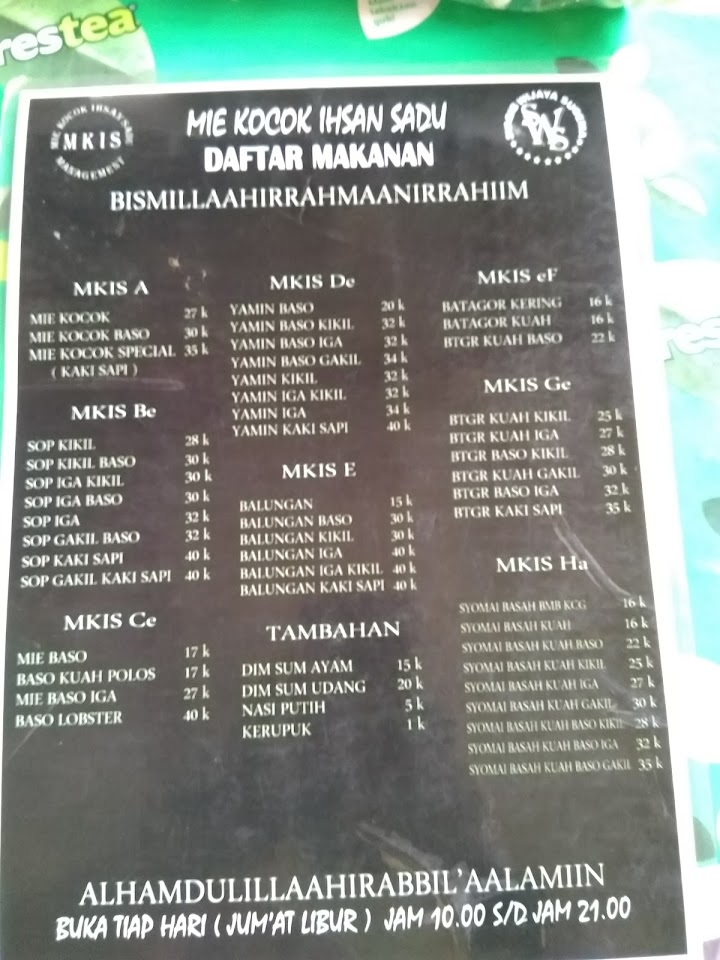 restea
MKIS
MIE KOCOK IHSAN SADU
MANAGEMENT
MIE KOCOK IHSAN SADU
DAFTAR MAKANAN
BISMILLAAHIRRAHMAANIRRAHIIM
MKIS A
MIE KOCOK 27 k
MIE KOCOK BASO 30 k
MIE KOCOK SPECIAL 35 k
( KAKI SAPI )
MKIS Be
SOP KIKIL 28 k
SOP KIKIL BASO 30 k
SOP IGA KIKIL 30 k
SOP IGA BASO 30 k
SOP IGA 32 k
SOP GAKIL BASO 32 k
SOP KAKI SAPI 40 k
SOP GAKIL KAKI SAPI 40 k
MKIS Ce
MIE BASO 17 k
BASO KUAH POLOS 17 k
MIE BASO IGA 27 k
BASO LOBSTER 40 k
MKIS De
YAMIN BASO 20 k
YAMIN BASO KIKIL 32 k
YAMIN BASO IGA 32 k
YAMIN BASO GAKIL 34 k
YAMIN KIKIL 32 k
YAMIN IGA KIKIL 32 k
YAMIN IGA 34 k
YAMIN KAKI SAPI 40 k
MKIS E
BALUNGAN 15 k
BALUNGAN BASO 30 k
BALUNGAN KIKIL 30 k
BALUNGAN IGA 40 k
BALUNGAN IGA KIKIL 40 k
BALUNGAN KAKI SAPI 40 k
TAMBAHAN
DIM SUM AYAM 15 k
DIM SUM UDANG 20 k
NASI PUTIH 5 k
KERUPUK 1 k
MKIS eF
BATAGOR KERING 16 k
BATAGOR KUAH 16 k
BTGR KUAH BASO 22 k
MKIS Ge
BTGR KUAH KIKIL 25 k
BTGR KUAH IGA 27 k
BTGR BASO KIKIL 28 k
BTGR KUAH GAKIL 30 k
BTGR BASO IGA 32 k
BTGR KAKI SAPI 35 k
MKIS Ha
SYOMAI BASAH BMB KCG 16 k
SYOMAI BASAH KUAH 16 k
SYOMAI BASAH KUAH BASO 22 k
SYOMAI BASAH KUAH KIKIL 25 k
SYOMAI BASAH KUAH IGA 27 k
SYOMAI BASAH KUAH GAKIL 30 k
SYOMAI BASAH KUAH BASO KIKIL 28 k
SYOMAI BASAH KUAH BASO IGA 32 k
SYOMAI BASAH KUAH BASO GAKIL 35 k
ALHAMDULILLAAHIRABBIL'AALAMIIN
BUKA TIAP HARI ( JUM'AT LIBUR ) JAM 10.00 S/D JAM 21.00